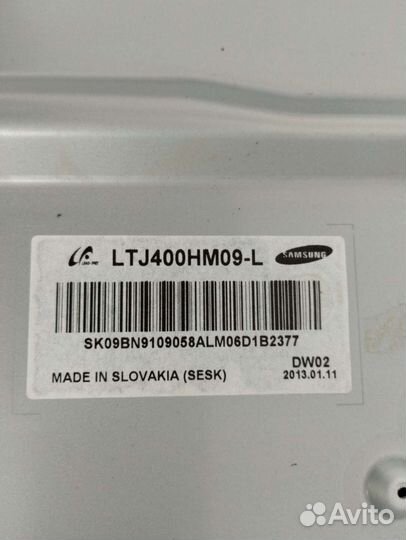 LTJ400HM09-L SAMSUNG
SK09BN9109058ALM06D1B2377
DW02
MADE IN SLOVAKIA (SESK) 2013.01.11
Avito